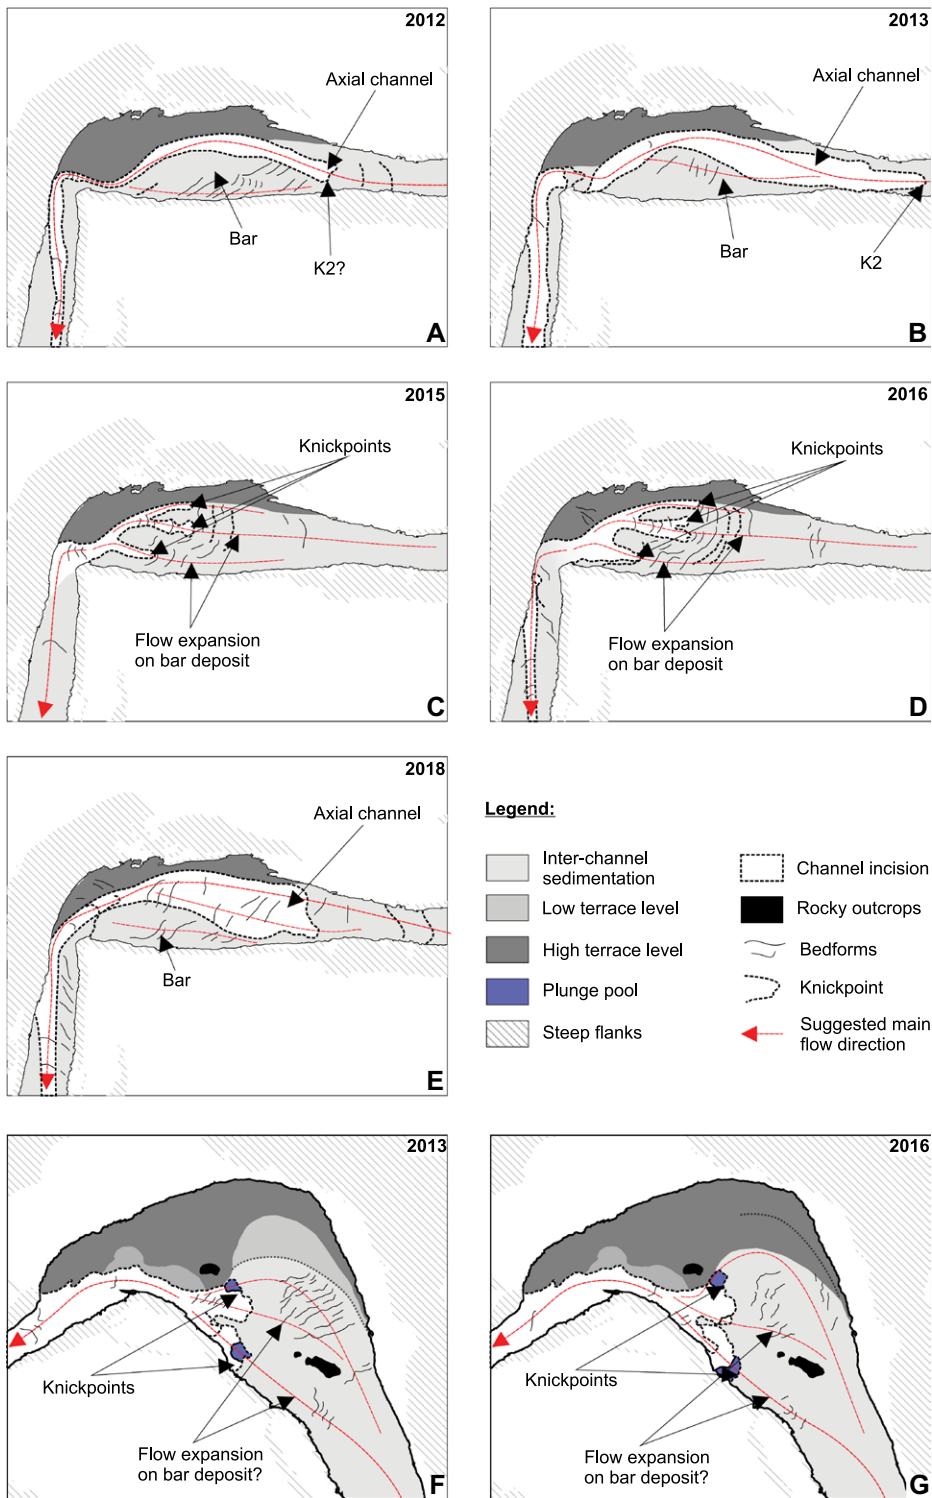 2012
Axial channel
Bar
K2?
A
2013
Axial channel
Bar
K2
B
2015
Knickpoints
Flow expansion
on bar deposit
C
2016
Knickpoints
Flow expansion
on bar deposit
D
2018
Axial channel
Bar
E
Legend:
Inter-channel
sedimentation
Low terrace level
High terrace level
Plunge pool
Steep flanks
Channel incision
Rocky outcrops
Bedforms
Knickpoint
Suggested main
flow direction
2013
Knickpoints
Flow expansion
on bar deposit?
F
2016
Knickpoints
Flow expansion
on bar deposit?
G